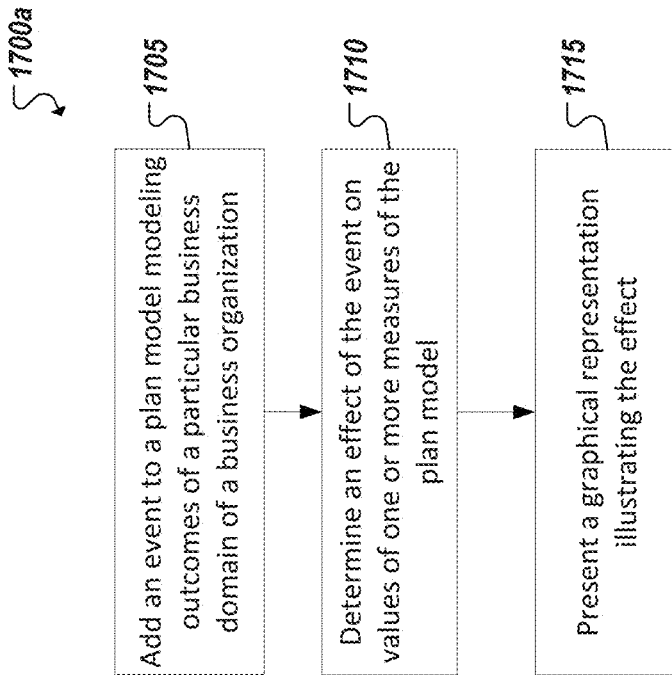 1700a
1705
Add an event to a plan model modeling
outcomes of a particular business
domain of a business organization
1710
Determine an effect of the event on
values of one or more measures of the
plan model
1715
Present a graphical representation
illustrating the effect